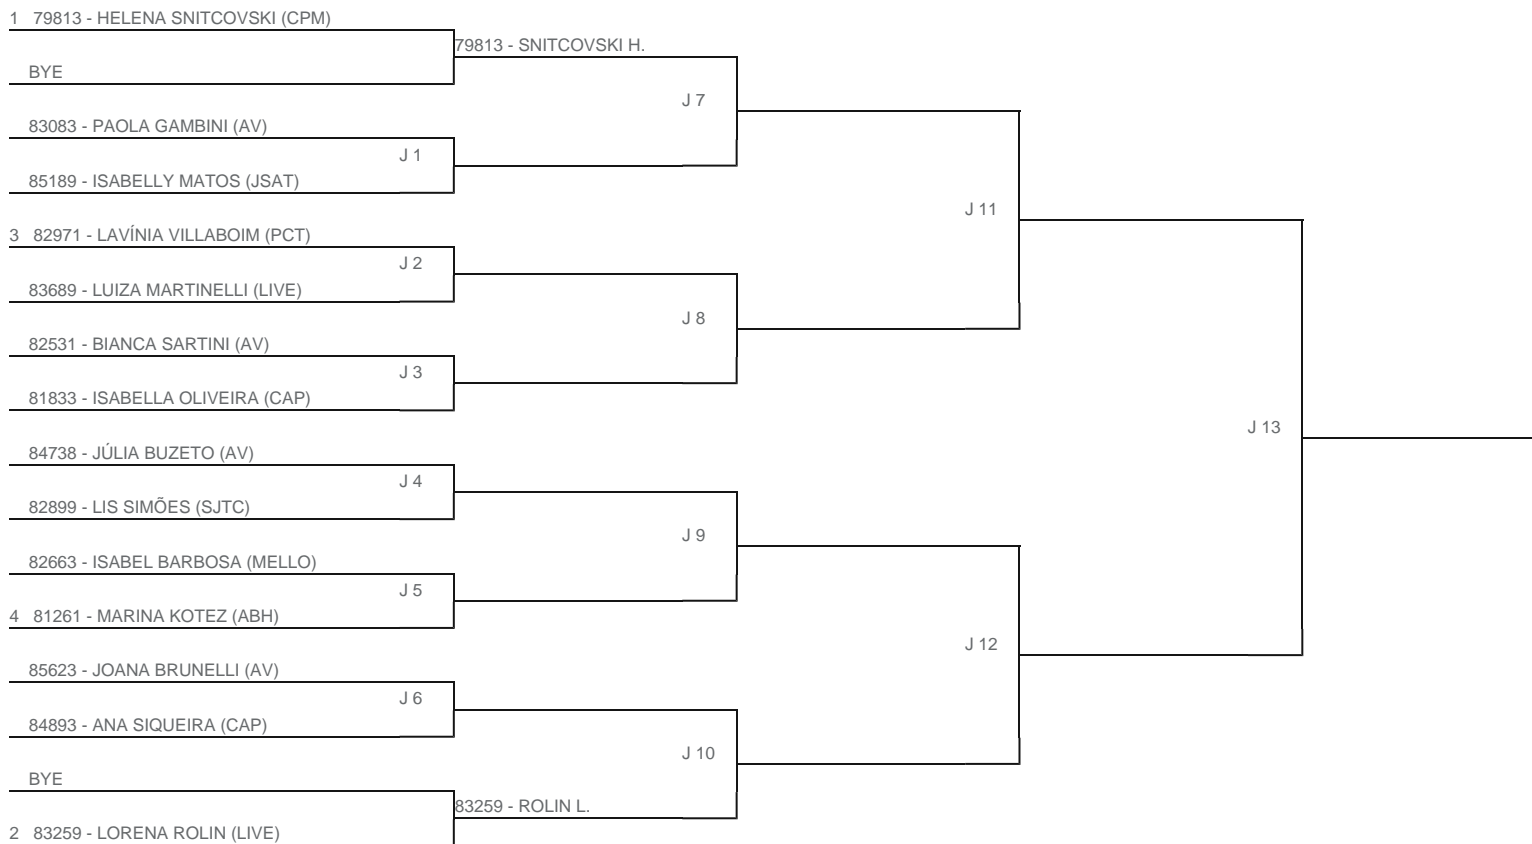 1 79813 - HELENA SNITCOVSKI (CPM)
79813 - SNITCOVSKI H.
BYE
J 7
83083 - PAOLA GAMBINI (AV)
J 1
85189 - ISABELLY MATOS (JSAT)
J 11
3 82971 - LAVÍNIA VILLABOIM (PCT)
J 2
83689 - LUIZA MARTINELLI (LIVE)
J 8
82531 - BIANCA SARTINI (AV)
J 3
81833 - ISABELLA OLIVEIRA (CAP)
J 13
84738 - JÚLIA BUZETO (AV)
J 4
82899 - LIS SIMÕES (SJTC)
J 9
82663 - ISABEL BARBOSA (MELLO)
J 5
4 81261 - MARINA KOTEZ (ABH)
J 12
85623 - JOANA BRUNELLI (AV)
J 6
84893 - ANA SIQUEIRA (CAP)
J 10
BYE
83259 - ROLIN L.
2 83259 - LORENA ROLIN (LIVE)